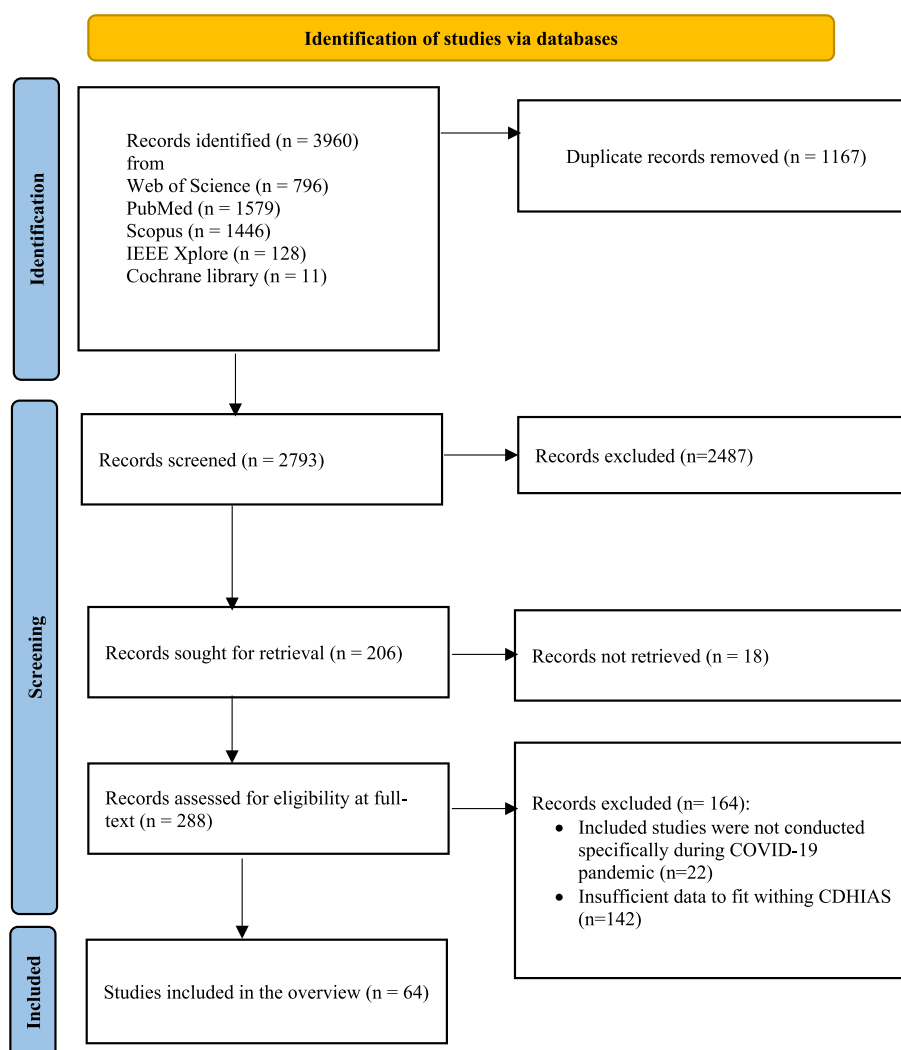 Identification of studies via databases
Identification
Records identified (n = 3960)
from
Web of Science (n = 796)
PubMed (n = 1579)
Scopus (n = 1446)
IEEE Xplore (n = 128)
Cochrane library (n = 11)
Duplicate records removed (n = 1167)
Screening
Records screened (n = 2793)
Records excluded (n=2487)
Records sought for retrieval (n = 206)
Records not retrieved (n = 18)
Records assessed for eligibility at full-
text (n = 288)
Records excluded (n= 164):
• Included studies were not conducted
specifically during COVID-19
pandemic (n=22)
• Insufficient data to fit withing CDHIAS
(n=142)
Included
Studies included in the overview (n = 64)